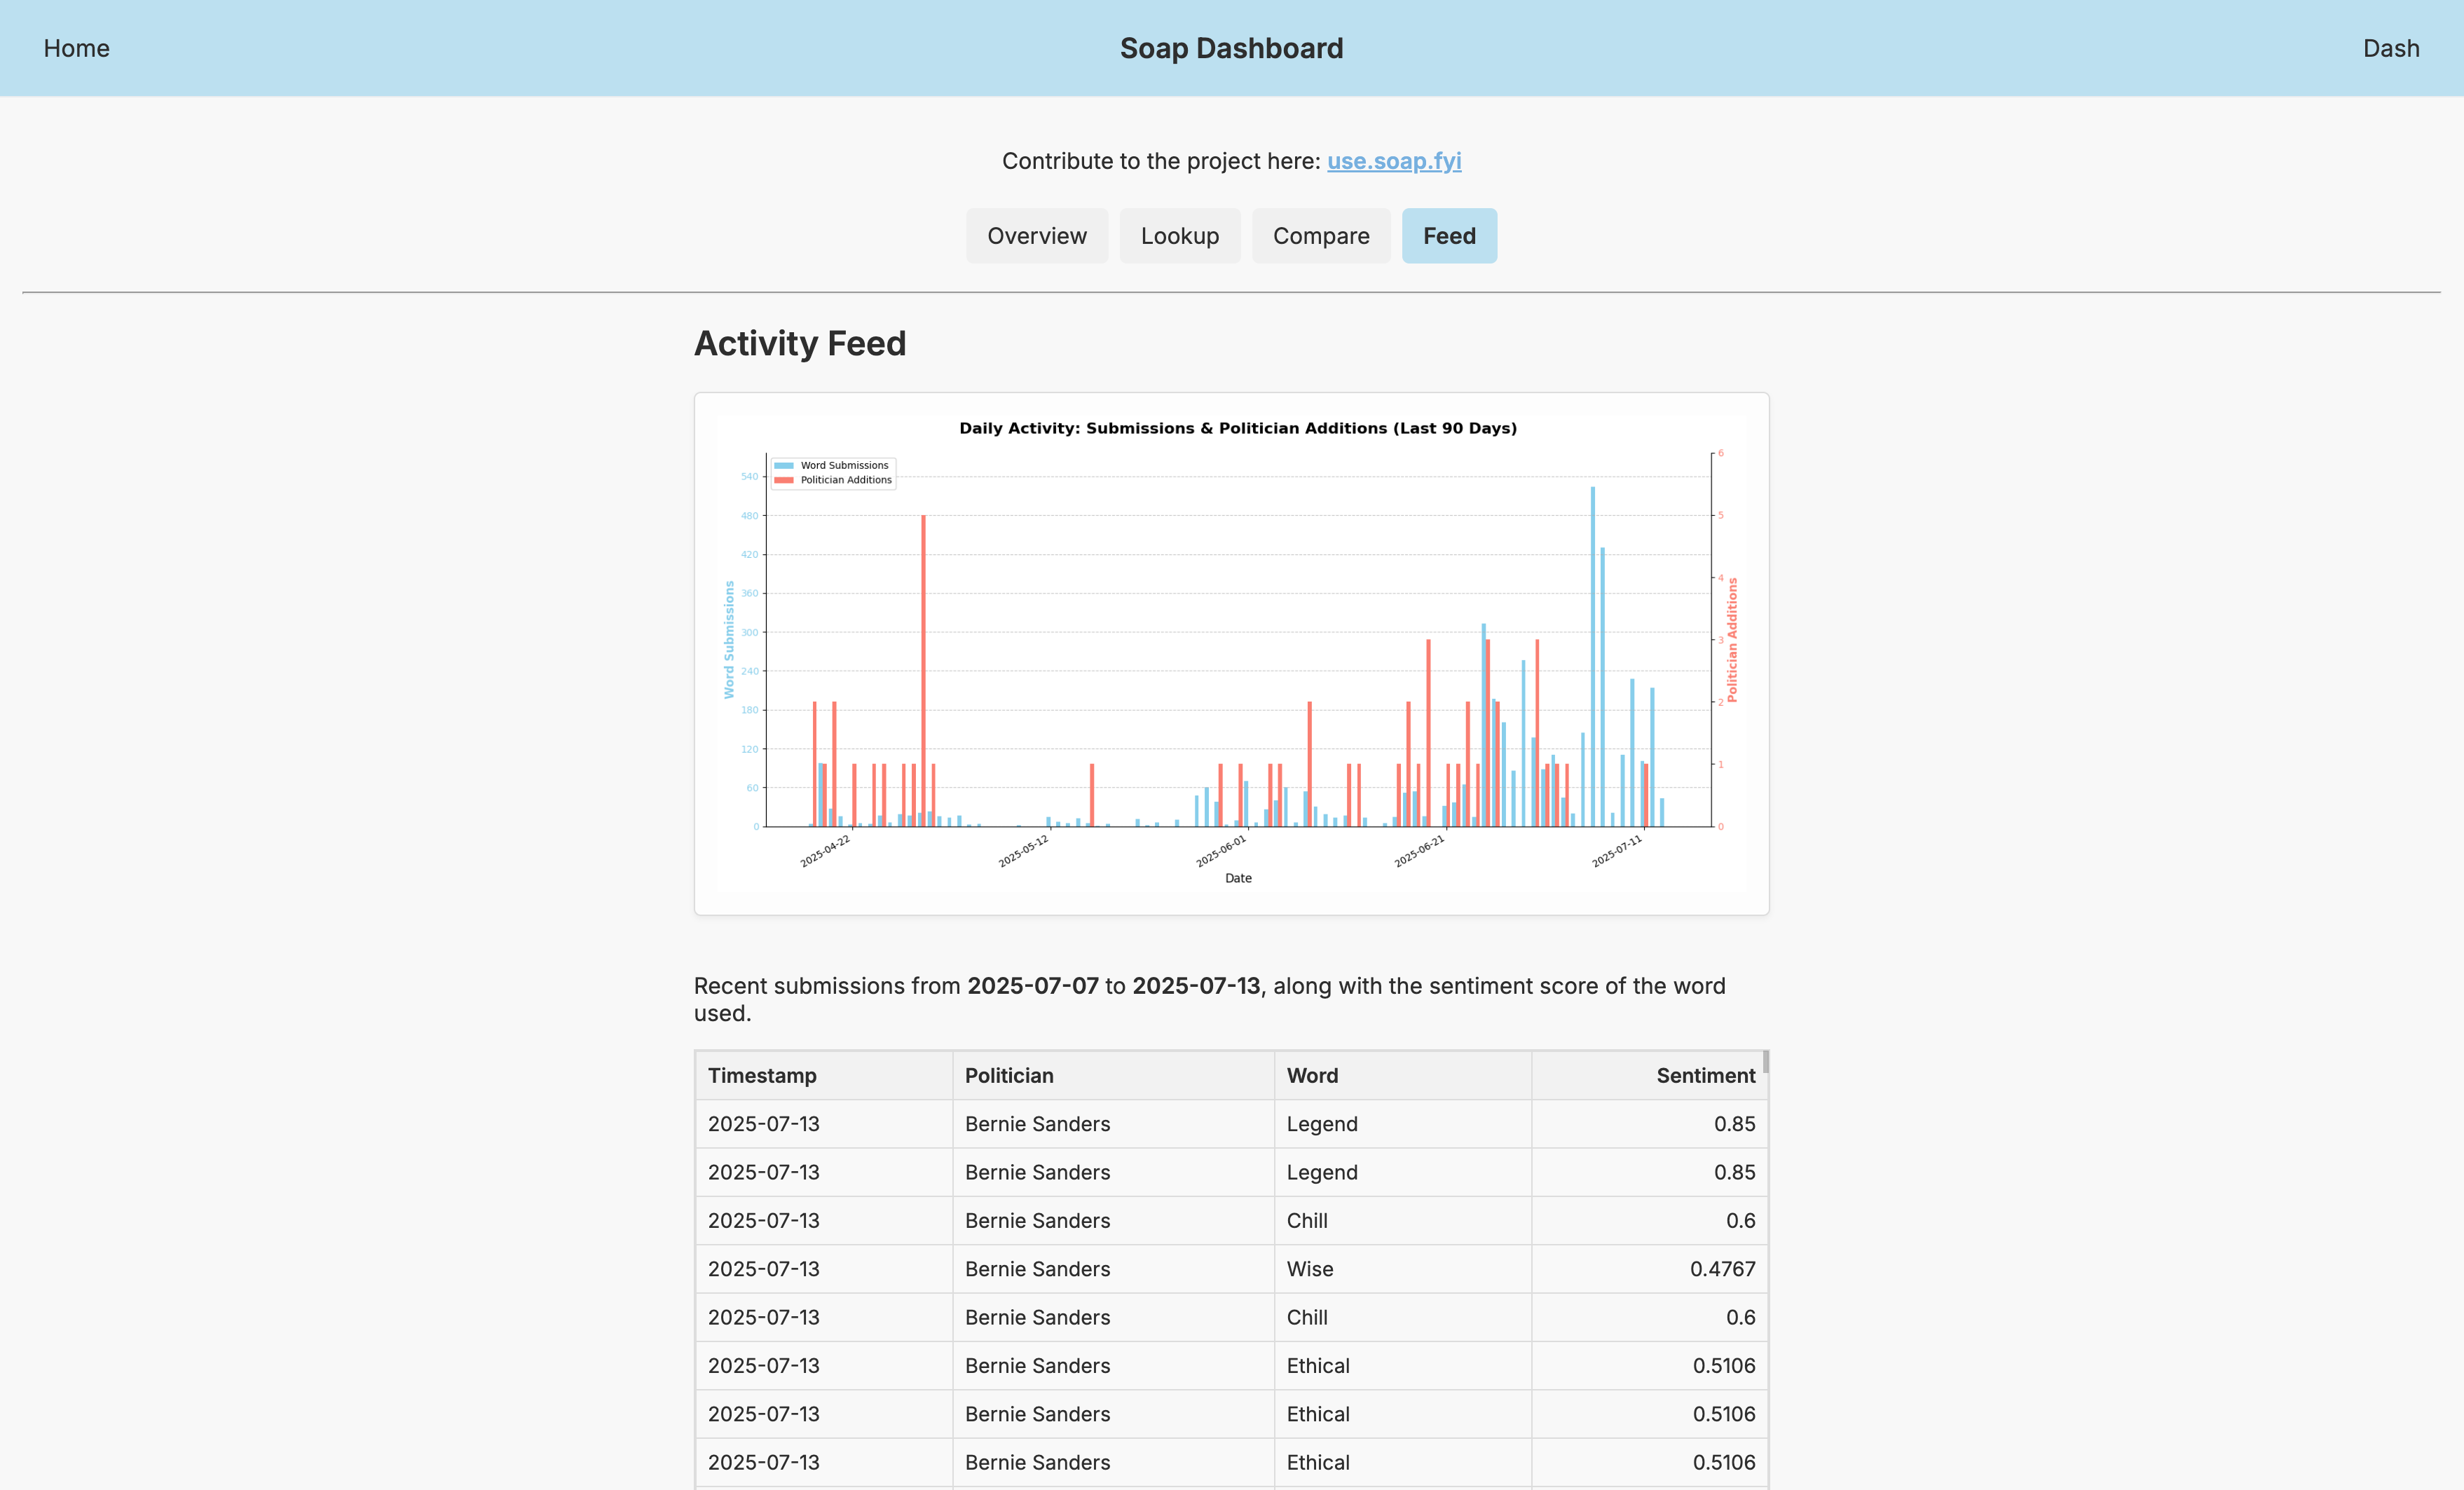 Home
Soap Dashboard
Dash
Contribute to the project here: use.soap.fyi
Overview
Lookup
Compare
Feed
Activity Feed
Daily Activity: Submissions & Politician Additions (Last 90 Days)
Word Submissions
Politician Additions
540
480
420
360
300
240
180
120
60
0
Word Submissions
6
5
4
3
2
1
0
Politician Additions
2025-04-22
2025-05-12
2025-06-01
2025-06-21
2025-07-11
Date
Recent submissions from 2025-07-07 to 2025-07-13, along with the sentiment score of the word
used.
Timestamp Politician Word Sentiment
2025-07-13 Bernie Sanders Legend 0.85
2025-07-13 Bernie Sanders Legend 0.85
2025-07-13 Bernie Sanders Chill 0.6
2025-07-13 Bernie Sanders Wise 0.4767
2025-07-13 Bernie Sanders Chill 0.6
2025-07-13 Bernie Sanders Ethical 0.5106
2025-07-13 Bernie Sanders Ethical 0.5106
2025-07-13 Bernie Sanders Ethical 0.5106